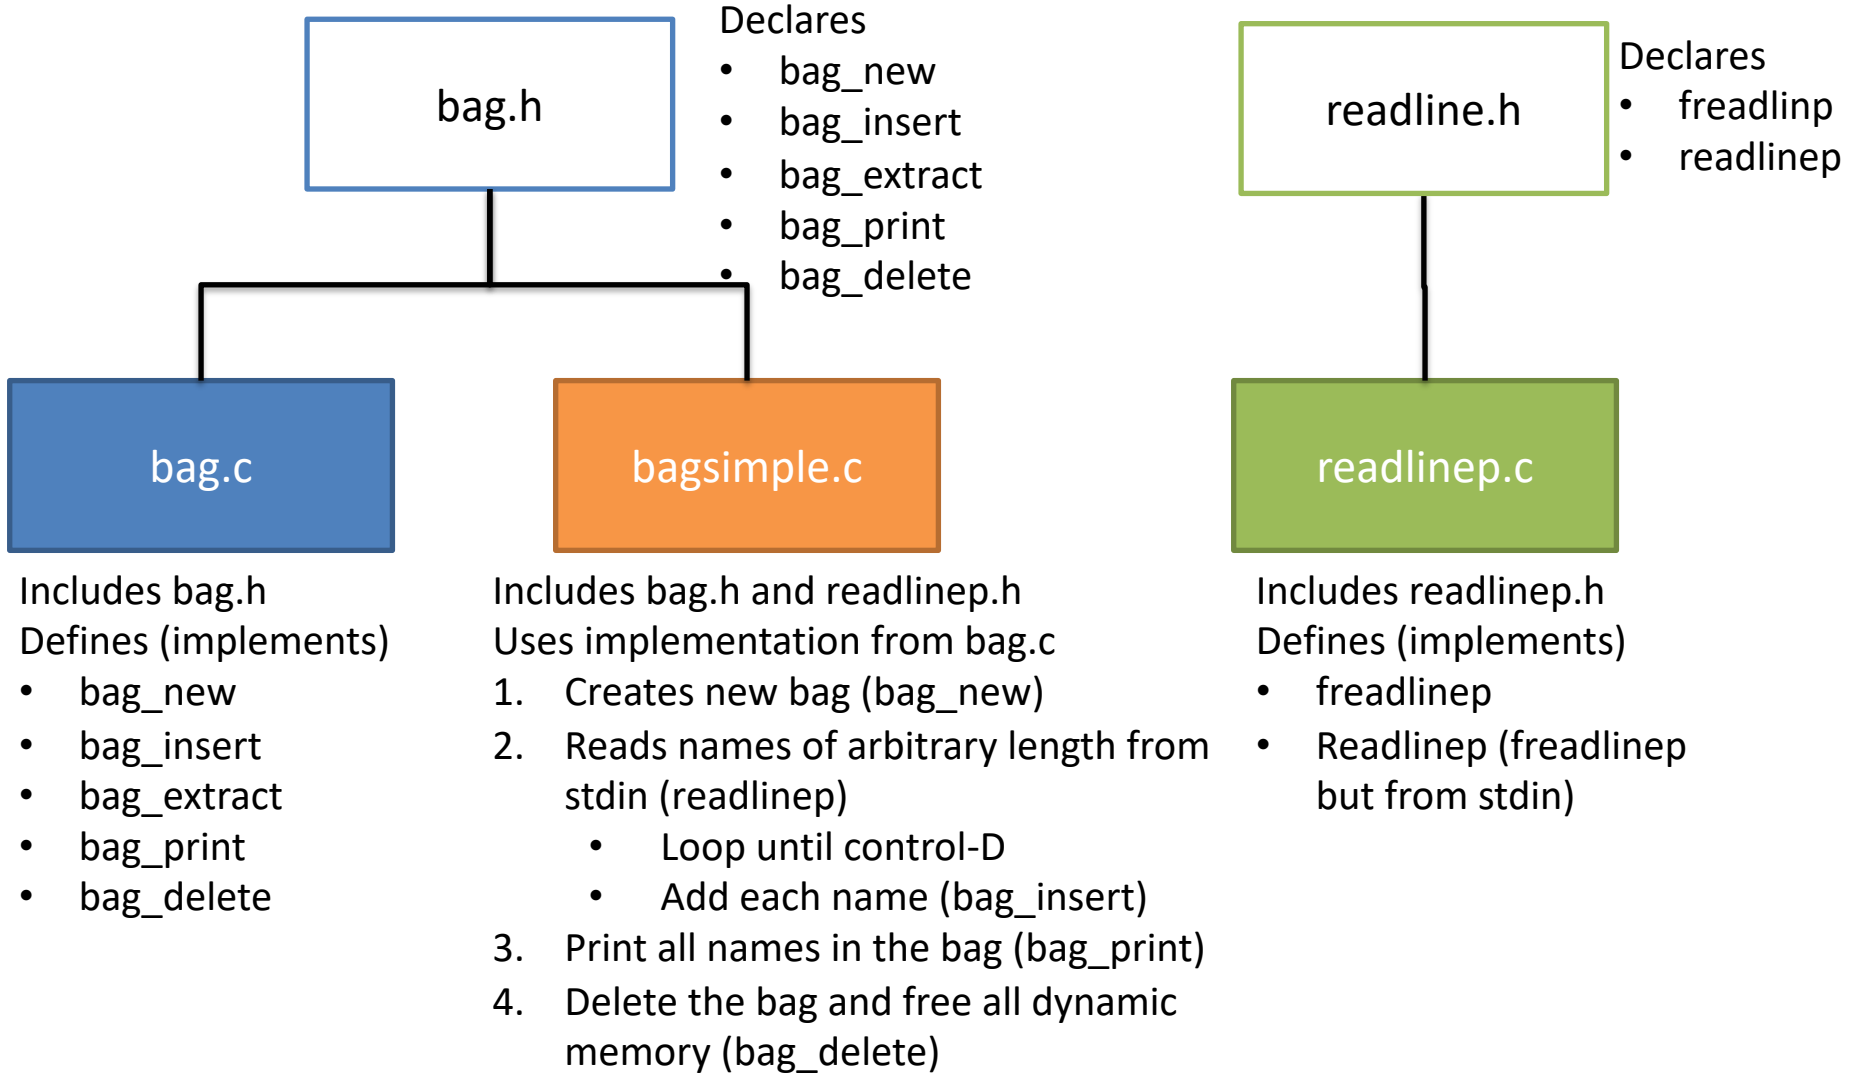 bag.h
Declares
• bag_new
• bag_insert
• bag_extract
• bag_print
• bag_delete
readline.h
Declares
• freadlinp
• readlinep
bag.c
Includes bag.h
Defines (implements)
• bag_new
• bag_insert
• bag_extract
• bag_print
• bag_delete
bagsimple.c
Includes bag.h and readlinep.h
Uses implementation from bag.c
1. Creates new bag (bag_new)
2. Reads names of arbitrary length from
stdin (readlinep)
• Loop until control-D
• Add each name (bag_insert)
3. Print all names in the bag (bag_print)
4. Delete the bag and free all dynamic
memory (bag_delete)
readlinep.c
Includes readlinep.h
Defines (implements)
• freadlinep
• Readlinep (freadlinep
but from stdin)